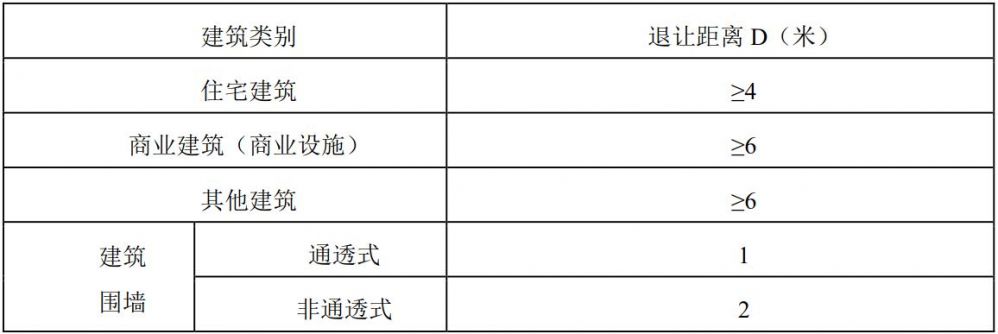 建筑类别 退让距离 D（米）
住宅建筑 ≥4
商业建筑（商业设施） ≥6
其他建筑 ≥6
建筑
围墙
通透式 1
非通透式 2